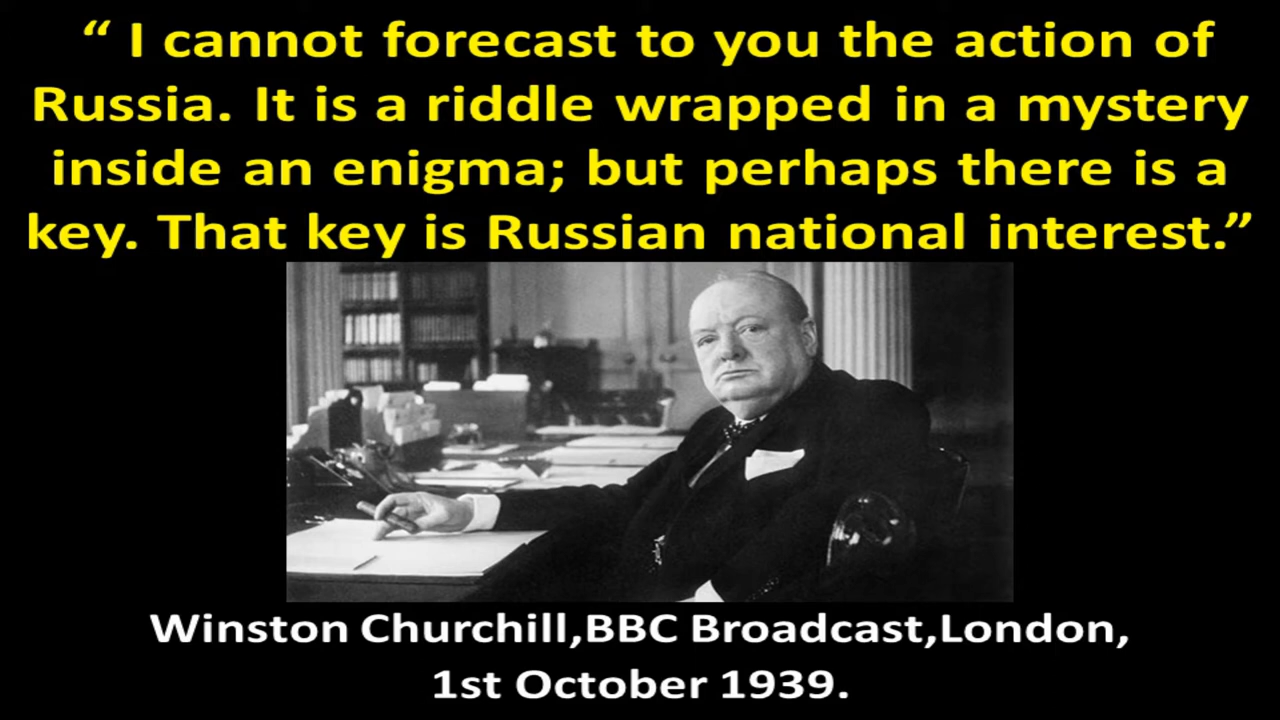 “ I cannot forecast to you the action of
Russia. It is a riddle wrapped in a mystery
inside an enigma; but perhaps there is a
key. That key is Russian national interest.”
Winston Churchill,BBC Broadcast,London,
1st October 1939.